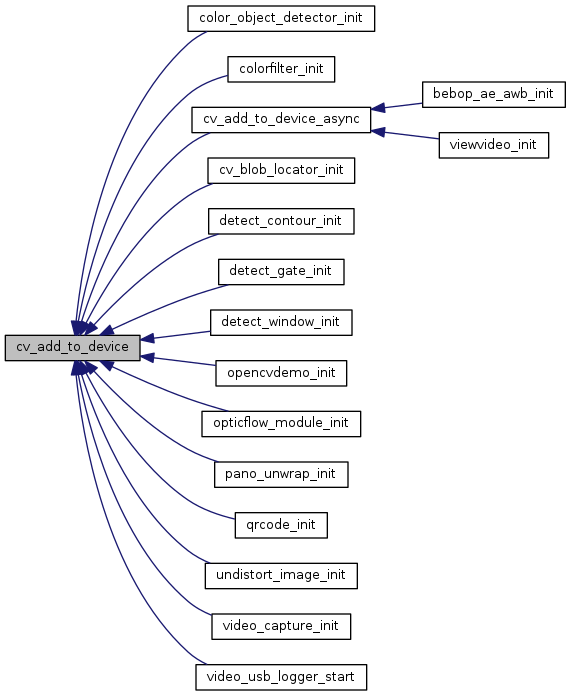 color_object_detector_init
colorfilter_init
bebop_ae_awb_init
cv_add_to_device_async
viewvideo_init
cv_blob_locator_init
detect_contour_init
detect_gate_init
detect_window_init
cv_add_to_device
opencvdemo_init
opticflow_module_init
pano_unwrap_init
qrcode_init
undistort_image_init
video_capture_init
video_usb_logger_start